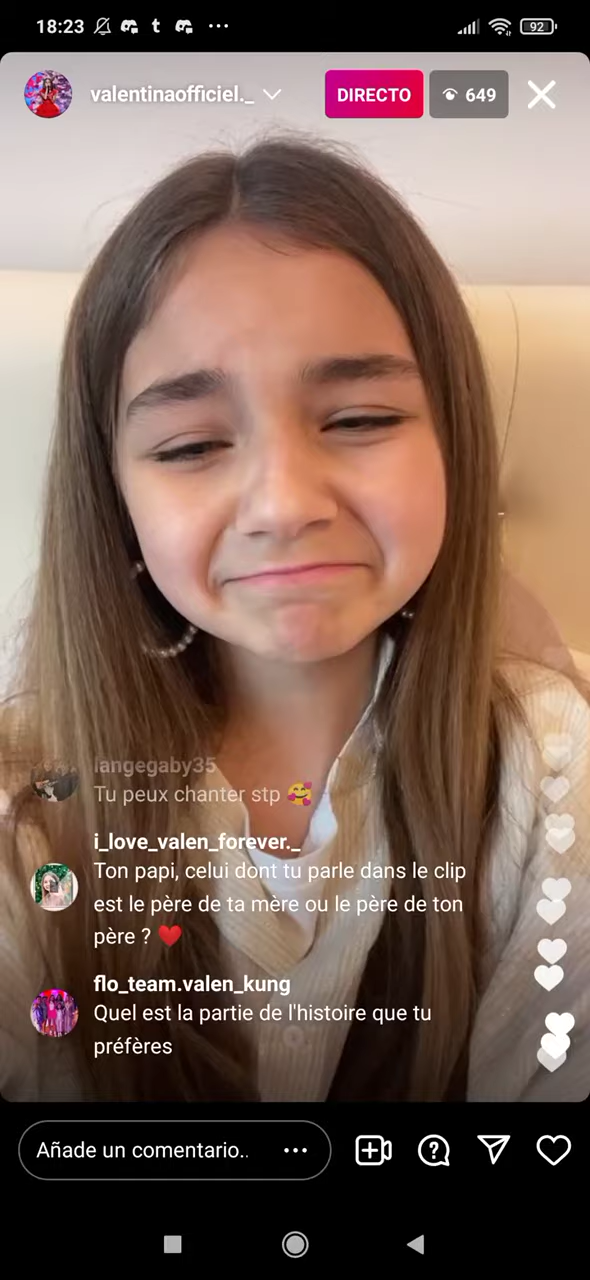 18:23
92
valentinaofficiel._
DIRECTO
649
langegaby35
Tu peux chanter stp 🥰
i_love_valen_forever._
Ton papi, celui dont tu parle dans le clip
est le père de ta mère ou le père de ton
père ? ❤️
flo_team.valen_kung
Quel est la partie de l'histoire que tu
préfères
Añade un comentario..